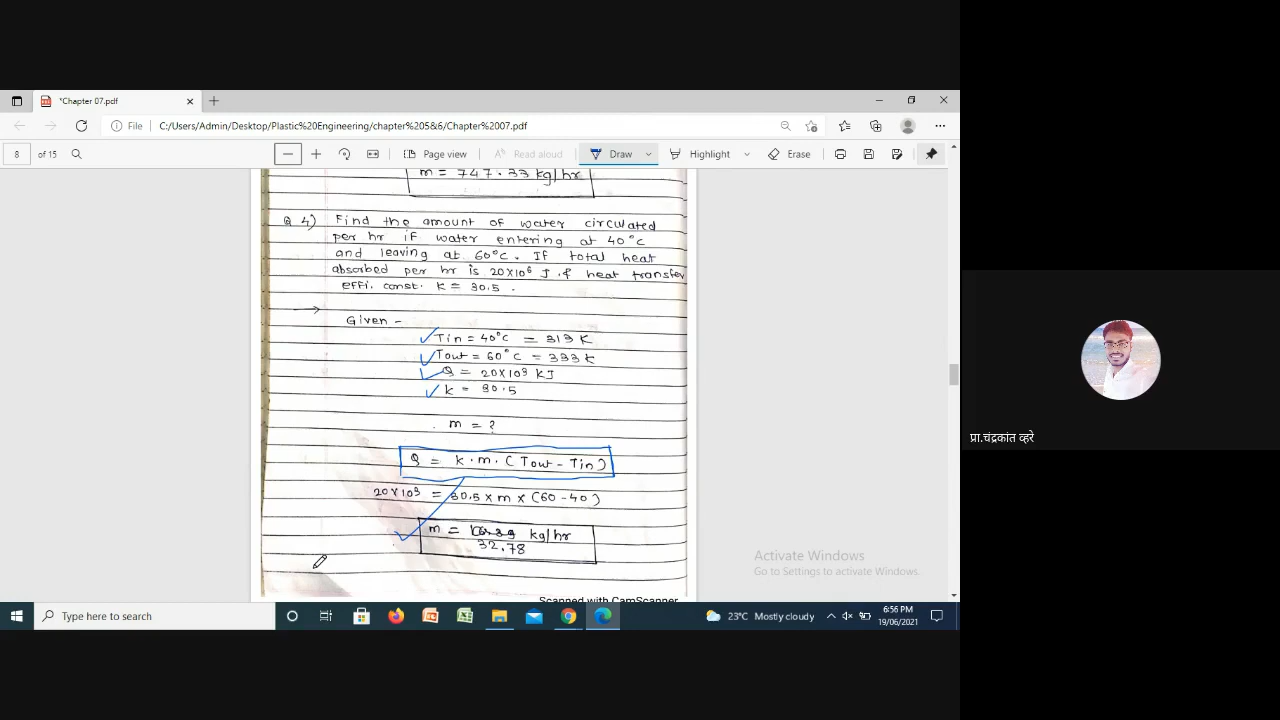 *Chapter 07.pdf
File
C:/Users/Admin/Desktop/Plastic%20Engineering/chapter%205&6/Chapter%2007.pdf
8 of 15
Page view
Read aloud
Draw
Highlight
Erase
m = 747.33 kg/hr
Q 4) Find the amount of water circulated
per hr if water entering at 40°C
and leaving at 60°C. If total heat
absorbed per hr is 20x10⁶ J. & heat transfer
effi. const. K = 30.5.
Given -
Tin = 40°C = 313 K
Tout = 60°C = 333 K
Q = 20x10³ KJ
k = 30.5
m = ?
Q = k.m.(Tout - Tin)
20x10³ = 30.5 x m x (60-40)
m = kg/hr
32.78
Scanned with CamScanner
Activate Windows
Go to Settings to activate Windows.
प्रा.चंद्रकांत व्हरे
Type here to search
23°C Mostly cloudy
6:56 PM
19/06/2021